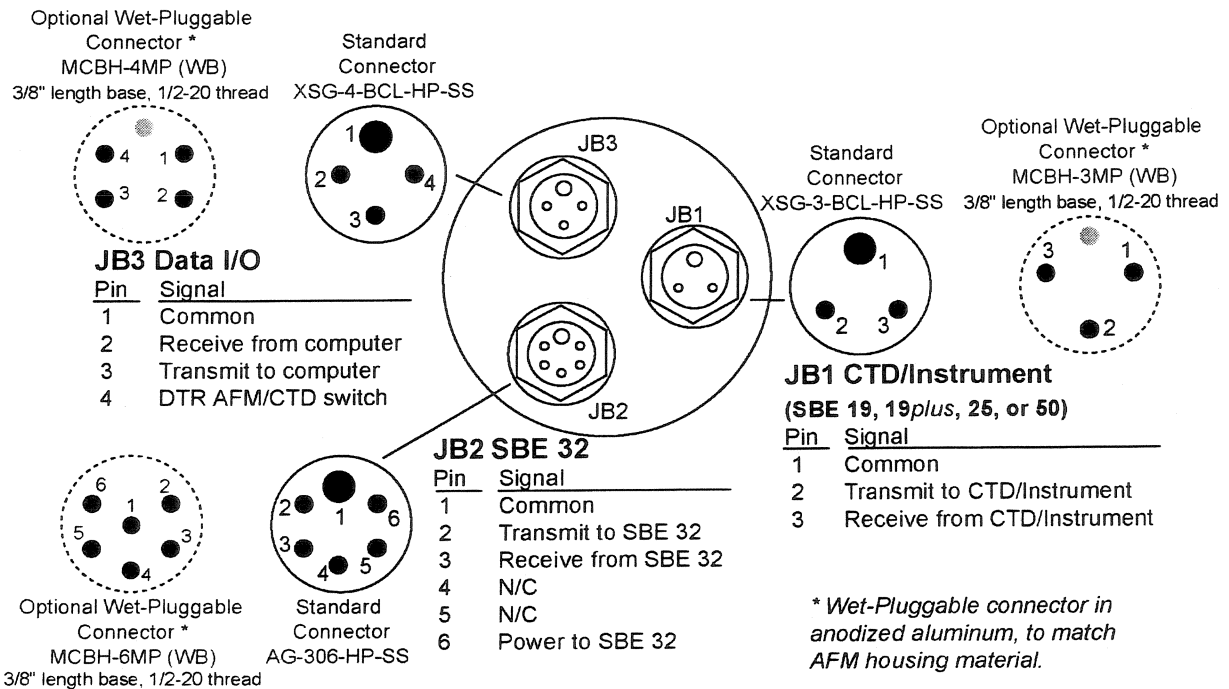 Optional Wet-Pluggable
Connector *
MCBH-4MP (WB)
3/8" length base, 1/2-20 thread
4
1
3
2
Standard
Connector
XSG-4-BCL-HP-SS
1
2
4
3
JB3
JB1
JB2
Standard
Connector
XSG-3-BCL-HP-SS
1
2
3
Optional Wet-Pluggable
Connector *
MCBH-3MP (WB)
3/8" length base, 1/2-20 thread
3
1
2
JB3 Data I/O
Pin Signal
1 Common
2 Receive from computer
3 Transmit to computer
4 DTR AFM/CTD switch
JB1 CTD/Instrument
(SBE 19, 19plus, 25, or 50)
Pin Signal
1 Common
2 Transmit to CTD/Instrument
3 Receive from CTD/Instrument
6
2
1
5
3
4
Optional Wet-Pluggable
Connector *
MCBH-6MP (WB)
3/8" length base, 1/2-20 thread
2
1
6
3
4
5
Standard
Connector
AG-306-HP-SS
JB2 SBE 32
Pin Signal
1 Common
2 Transmit to SBE 32
3 Receive from SBE 32
4 N/C
5 N/C
6 Power to SBE 32
* Wet-Pluggable connector in
anodized aluminum, to match
AFM housing material.